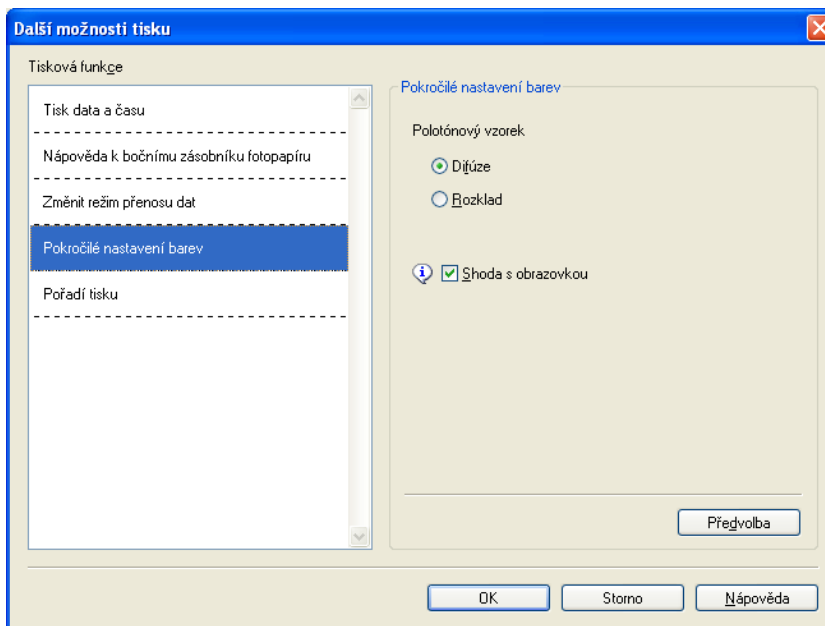 Další možnosti tisku
Tisková funkce
Tisk data a času
Nápověda k bočnímu zásobníku fotopapíru
Změnit režim přenosu dat
Pokročilé nastavení barev
Pořadí tisku
Pokročilé nastavení barev
Polotónový vzorek
Difúze
Rozklad
Shoda s obrazovkou
Předvolba
OK
Storno
Nápověda